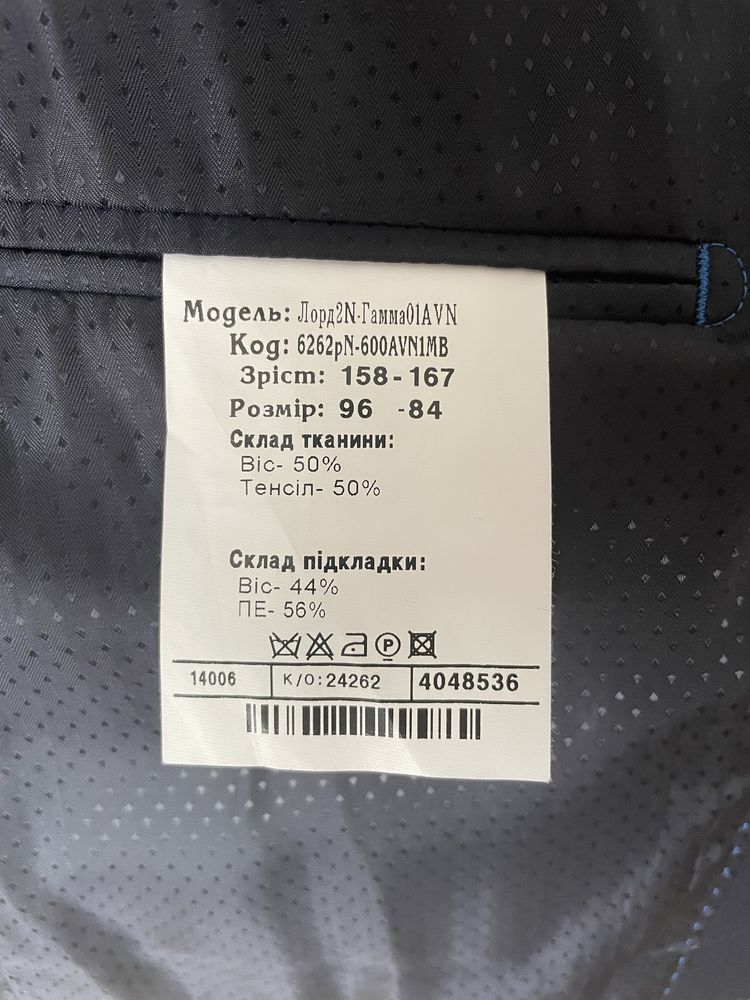 Модель: Лорд2N-Гамма01AVN
Код: 6262рN-600AVN1MB
Зріст: 158-167
Розмір: 96 -84
Склад тканини:
Віс- 50%
Тенсіл- 50%
Склад підкладки:
Віс- 44%
ПЕ- 56%
P
14006 К/О:24262 4048536